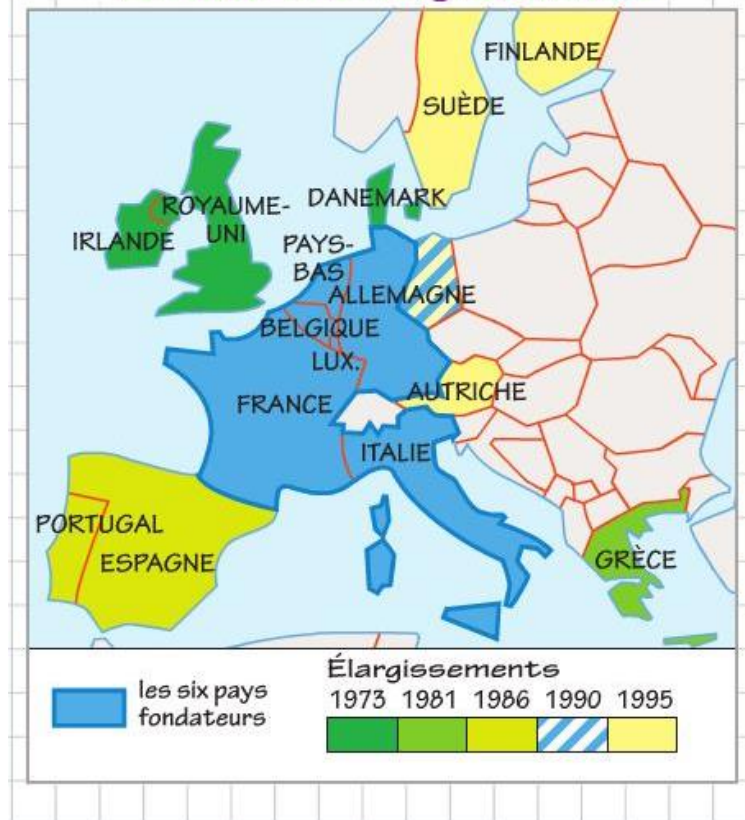 FINLANDE
SUÈDE
DANEMARK
ROYAUME-
UNI
IRLANDE
PAYS-
BAS
ALLEMAGNE
BELGIQUE
LUX.
AUTRICHE
FRANCE
ITALIE
PORTUGAL
ESPAGNE
GRÈCE
les six pays
fondateurs
Élargissements
1973 1981 1986 1990 1995